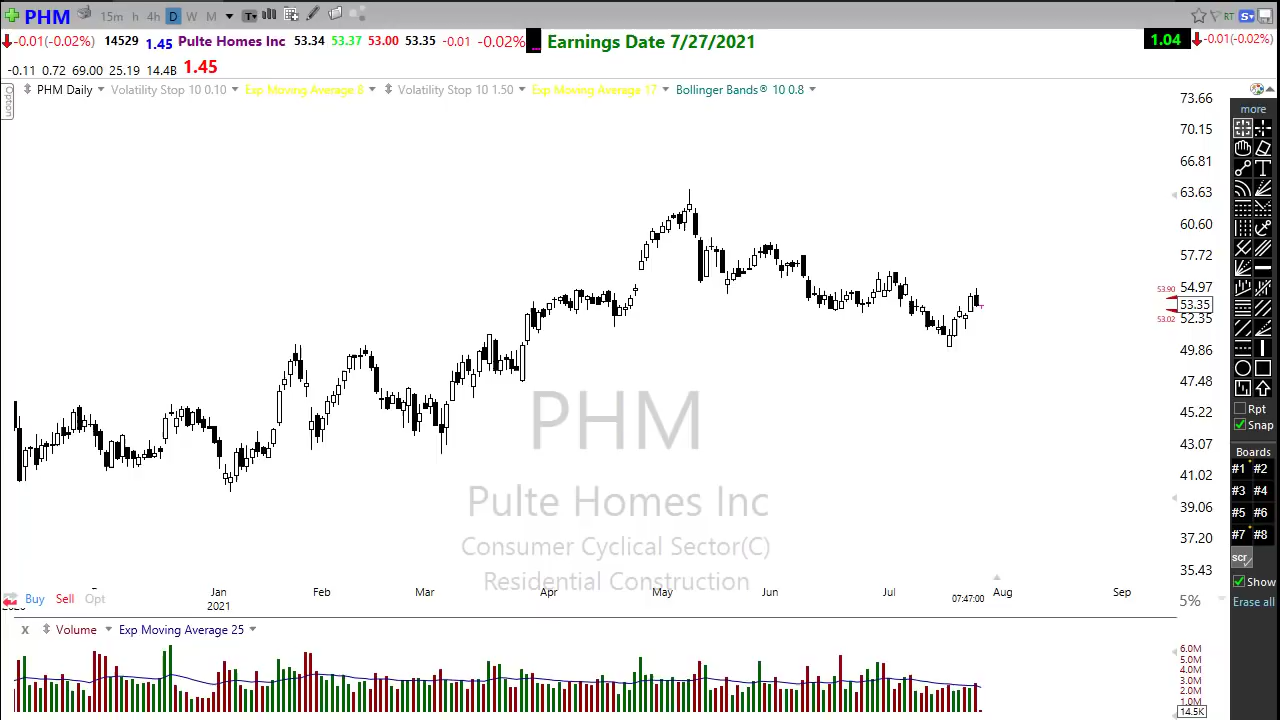 PHM 15m h 4h D W M T RT S
-0.01(-0.02%) 14529 1.45 Pulte Homes Inc 53.34 53.37 53.00 53.35 -0.01 -0.02% ... Earnings Date 7/27/2021 1.04 -0.01(-0.02%)
-0.11 0.72 69.00 25.19 14.4B 1.45
Option
PHM Daily Volatility Stop 10 0.10 Exp Moving Average 8 Volatility Stop 10 1.50 Exp Moving Average 17 Bollinger Bands® 10 0.8
73.66
70.15
66.81
63.63
60.60
57.72
54.97
53.90
53.35
53.02
52.35
49.86
47.48
45.22
43.07
41.02
39.06
37.20
35.43
5%
PHM
Pulte Homes Inc
Consumer Cyclical Sector(C)
Residential Construction
Jan Feb Mar Apr May Jun Jul Aug Sep
2021
07:47:00
Buy Sell Opt
x Volume Exp Moving Average 25
6.0M
5.0M
4.0M
3.0M
2.0M
1.0M
14.5K
more
T
Rpt
Snap
Boards
#1 #2
#3 #4
#5 #6
#7 #8
scr
Show
Erase all